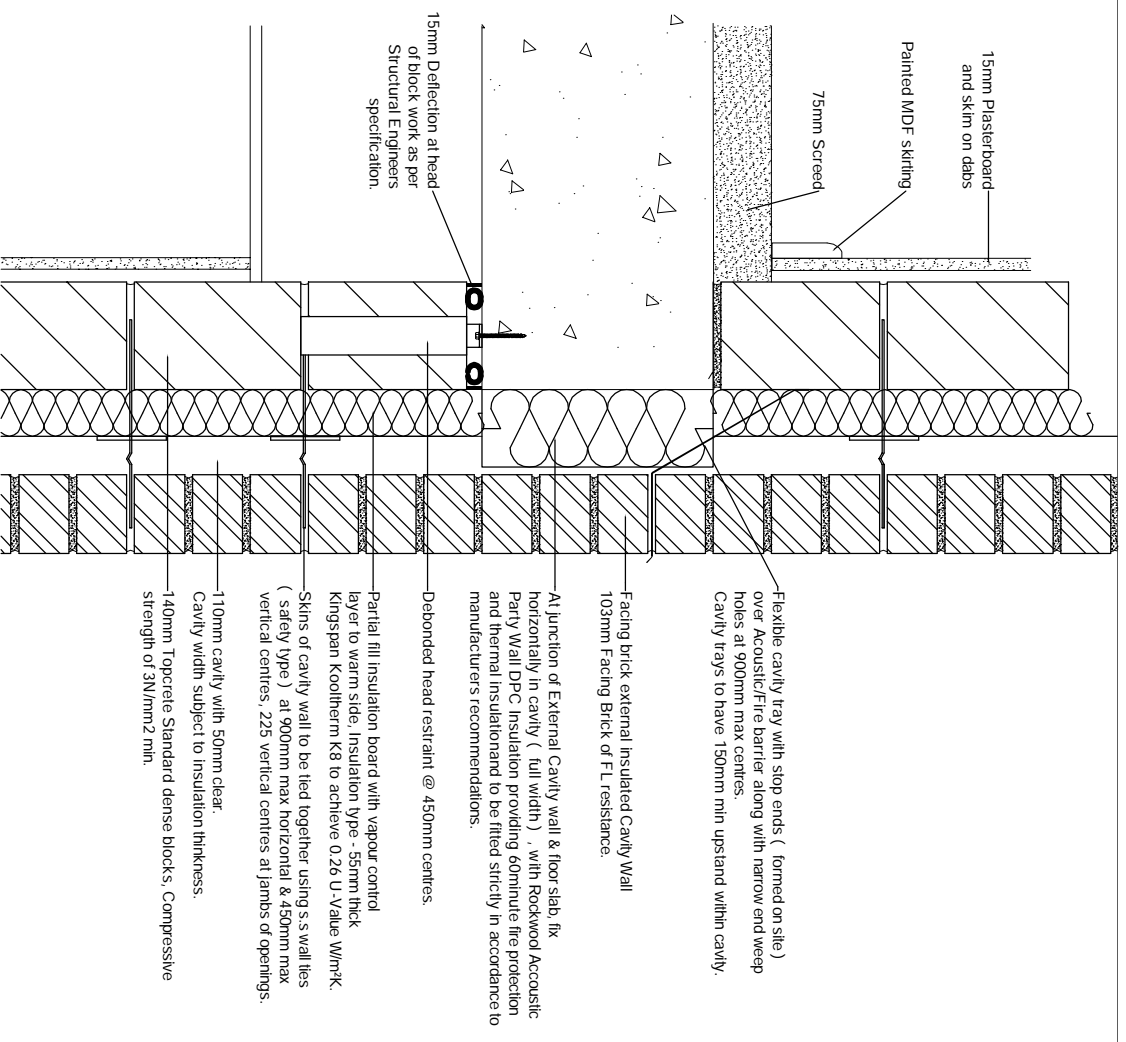 15mm Plasterboard
and skim on dabs
Painted MDF skirting
75mm Screed
15mm Deflection at head
of block work as per
Structural Engineers
specification.
Flexible cavity tray with stop ends ( formed on site )
over Acoustic/Fire barrier along with narrow end weep
holes at 900mm max centres.
Cavity trays to have 150mm min upstand within cavity.
Facing brick external insulated Cavity Wall
103mm Facing Brick of FL resistance.
At junction of External Cavity wall & floor slab, fix
horizontally in cavity ( full width ) , with Rockwool Accoustic
Party Wall DPC Insulation providing 60minute fire protection
and thermal insulationand to be fitted strictly in accordance to
manufacturers recommendations.
Debonded head restraint @ 450mm centres.
Partial fill insulation board with vapour control
layer to warm side, Insulation type - 55mm thick
Kingspan Kooltherm K8 to achieve 0.26 U-Value W/m²K.
Skins of cavity wall to be tied together using s.s wall ties
( safety type ) at 900mm max horizontal & 450mm max
vertical centres, 225 vertical centres at jambs of openings.
110mm cavity with 50mm clear.
Cavity width subject to insulation thinkness.
140mm Topcrete Standard dense blocks, Compressive
strength of 3N/mm2 min.